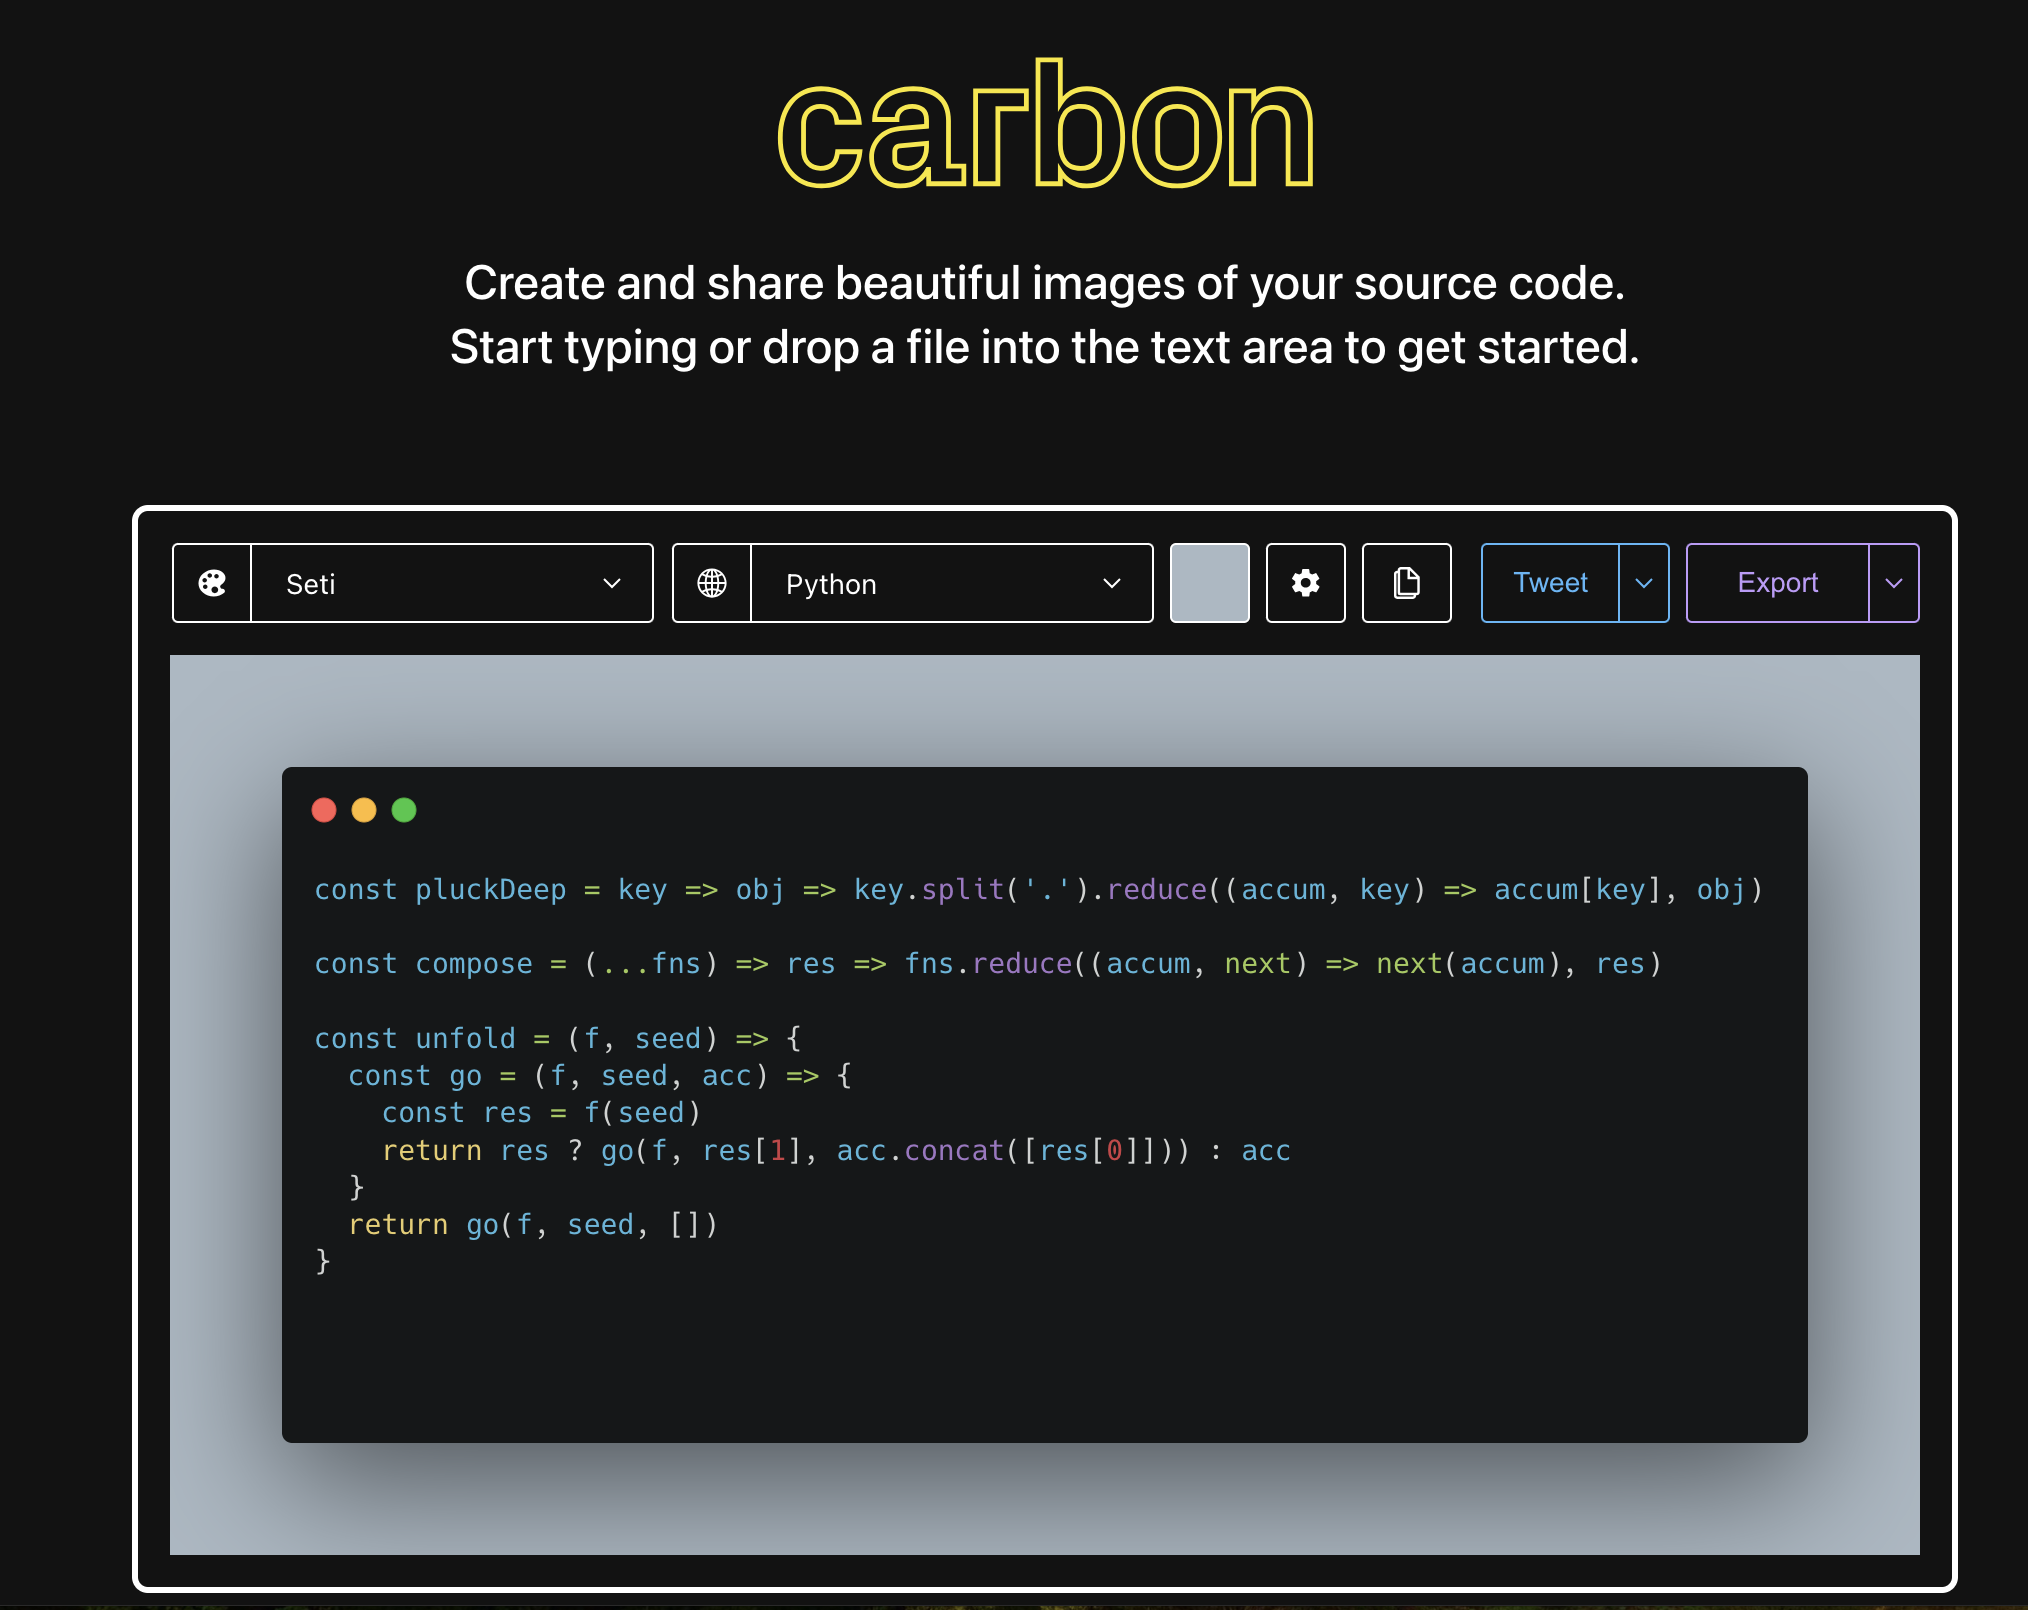 carbon
Create and share beautiful images of your source code.
Start typing or drop a file into the text area to get started.
Seti
Python
Tweet
Export
const pluckDeep = key => obj => key.split('.').reduce((accum, key) => accum[key], obj)
const compose = (...fns) => res => fns.reduce((accum, next) => next(accum), res)
const unfold = (f, seed) => {
  const go = (f, seed, acc) => {
    const res = f(seed)
    return res ? go(f, res[1], acc.concat([res[0]])) : acc
  }
  return go(f, seed, [])
}